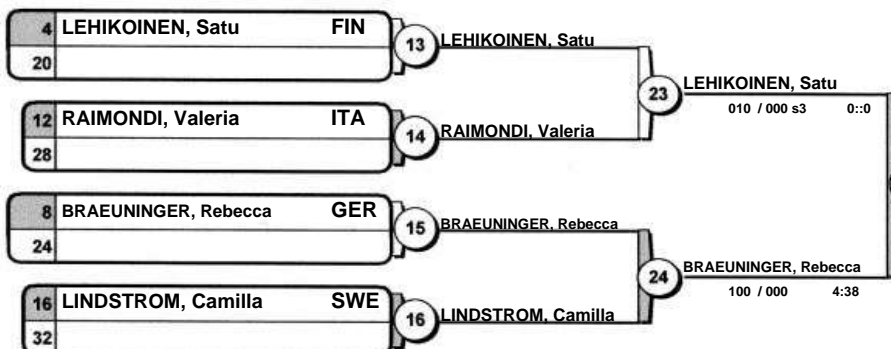 4 LEHIKOINEN, Satu FIN
20
13 LEHIKOINEN, Satu
12 RAIMONDI, Valeria ITA
28
14 RAIMONDI, Valeria
23 LEHIKOINEN, Satu
010 / 000 s3 0::0
8 BRAEUNINGER, Rebecca GER
24
15 BRAEUNINGER, Rebecca
16 LINDSTROM, Camilla SWE
32
16 LINDSTROM, Camilla
24 BRAEUNINGER, Rebecca
100 / 000 4:38